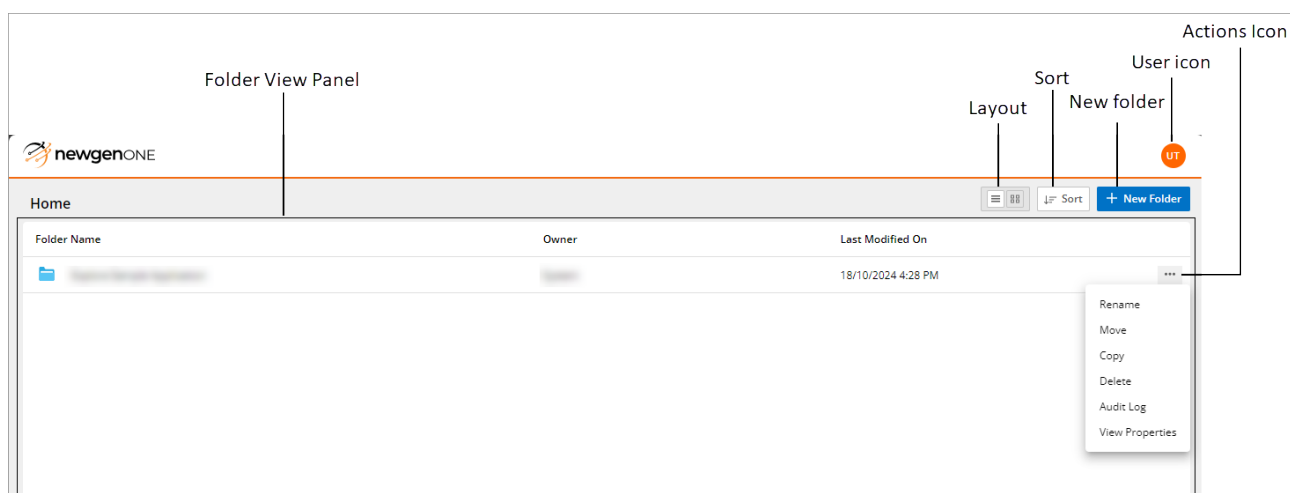 Actions Icon
User icon
Folder View Panel
Sort
Layout
New folder
newgenONE
UT
Home
Sort
+ New Folder
Folder Name
Owner
Last Modified On
18/10/2024 4:28 PM
Rename
Move
Copy
Delete
Audit Log
View Properties